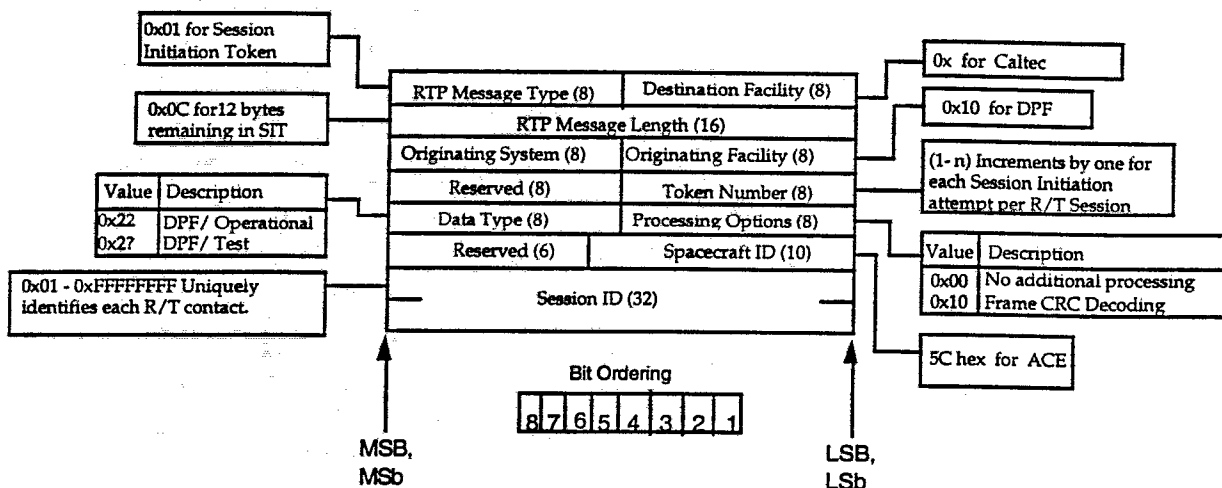 0x01 for Session
Initiation Token
0x0C for12 bytes
remaining in SIT
Value Description
0x22 DPF/ Operational
0x27 DPF/ Test
0x01 - 0xFFFFFFFF Uniquely
identifies each R/T contact.
RTP Message Type (8) Destination Facility (8)
RTP Message Length (16)
Originating System (8) Originating Facility (8)
Reserved (8) Token Number (8)
Data Type (8) Processing Options (8)
Reserved (6) Spacecraft ID (10)
Session ID (32)
0x for Caltec
0x10 for DPF
(1- n) Increments by one for
each Session Initiation
attempt per R/T Session
Value Description
0x00 No additional processing
0x10 Frame CRC Decoding
5C hex for ACE
Bit Ordering
8 7 6 5 4 3 2 1
MSB,
MSb
LSB,
LSb